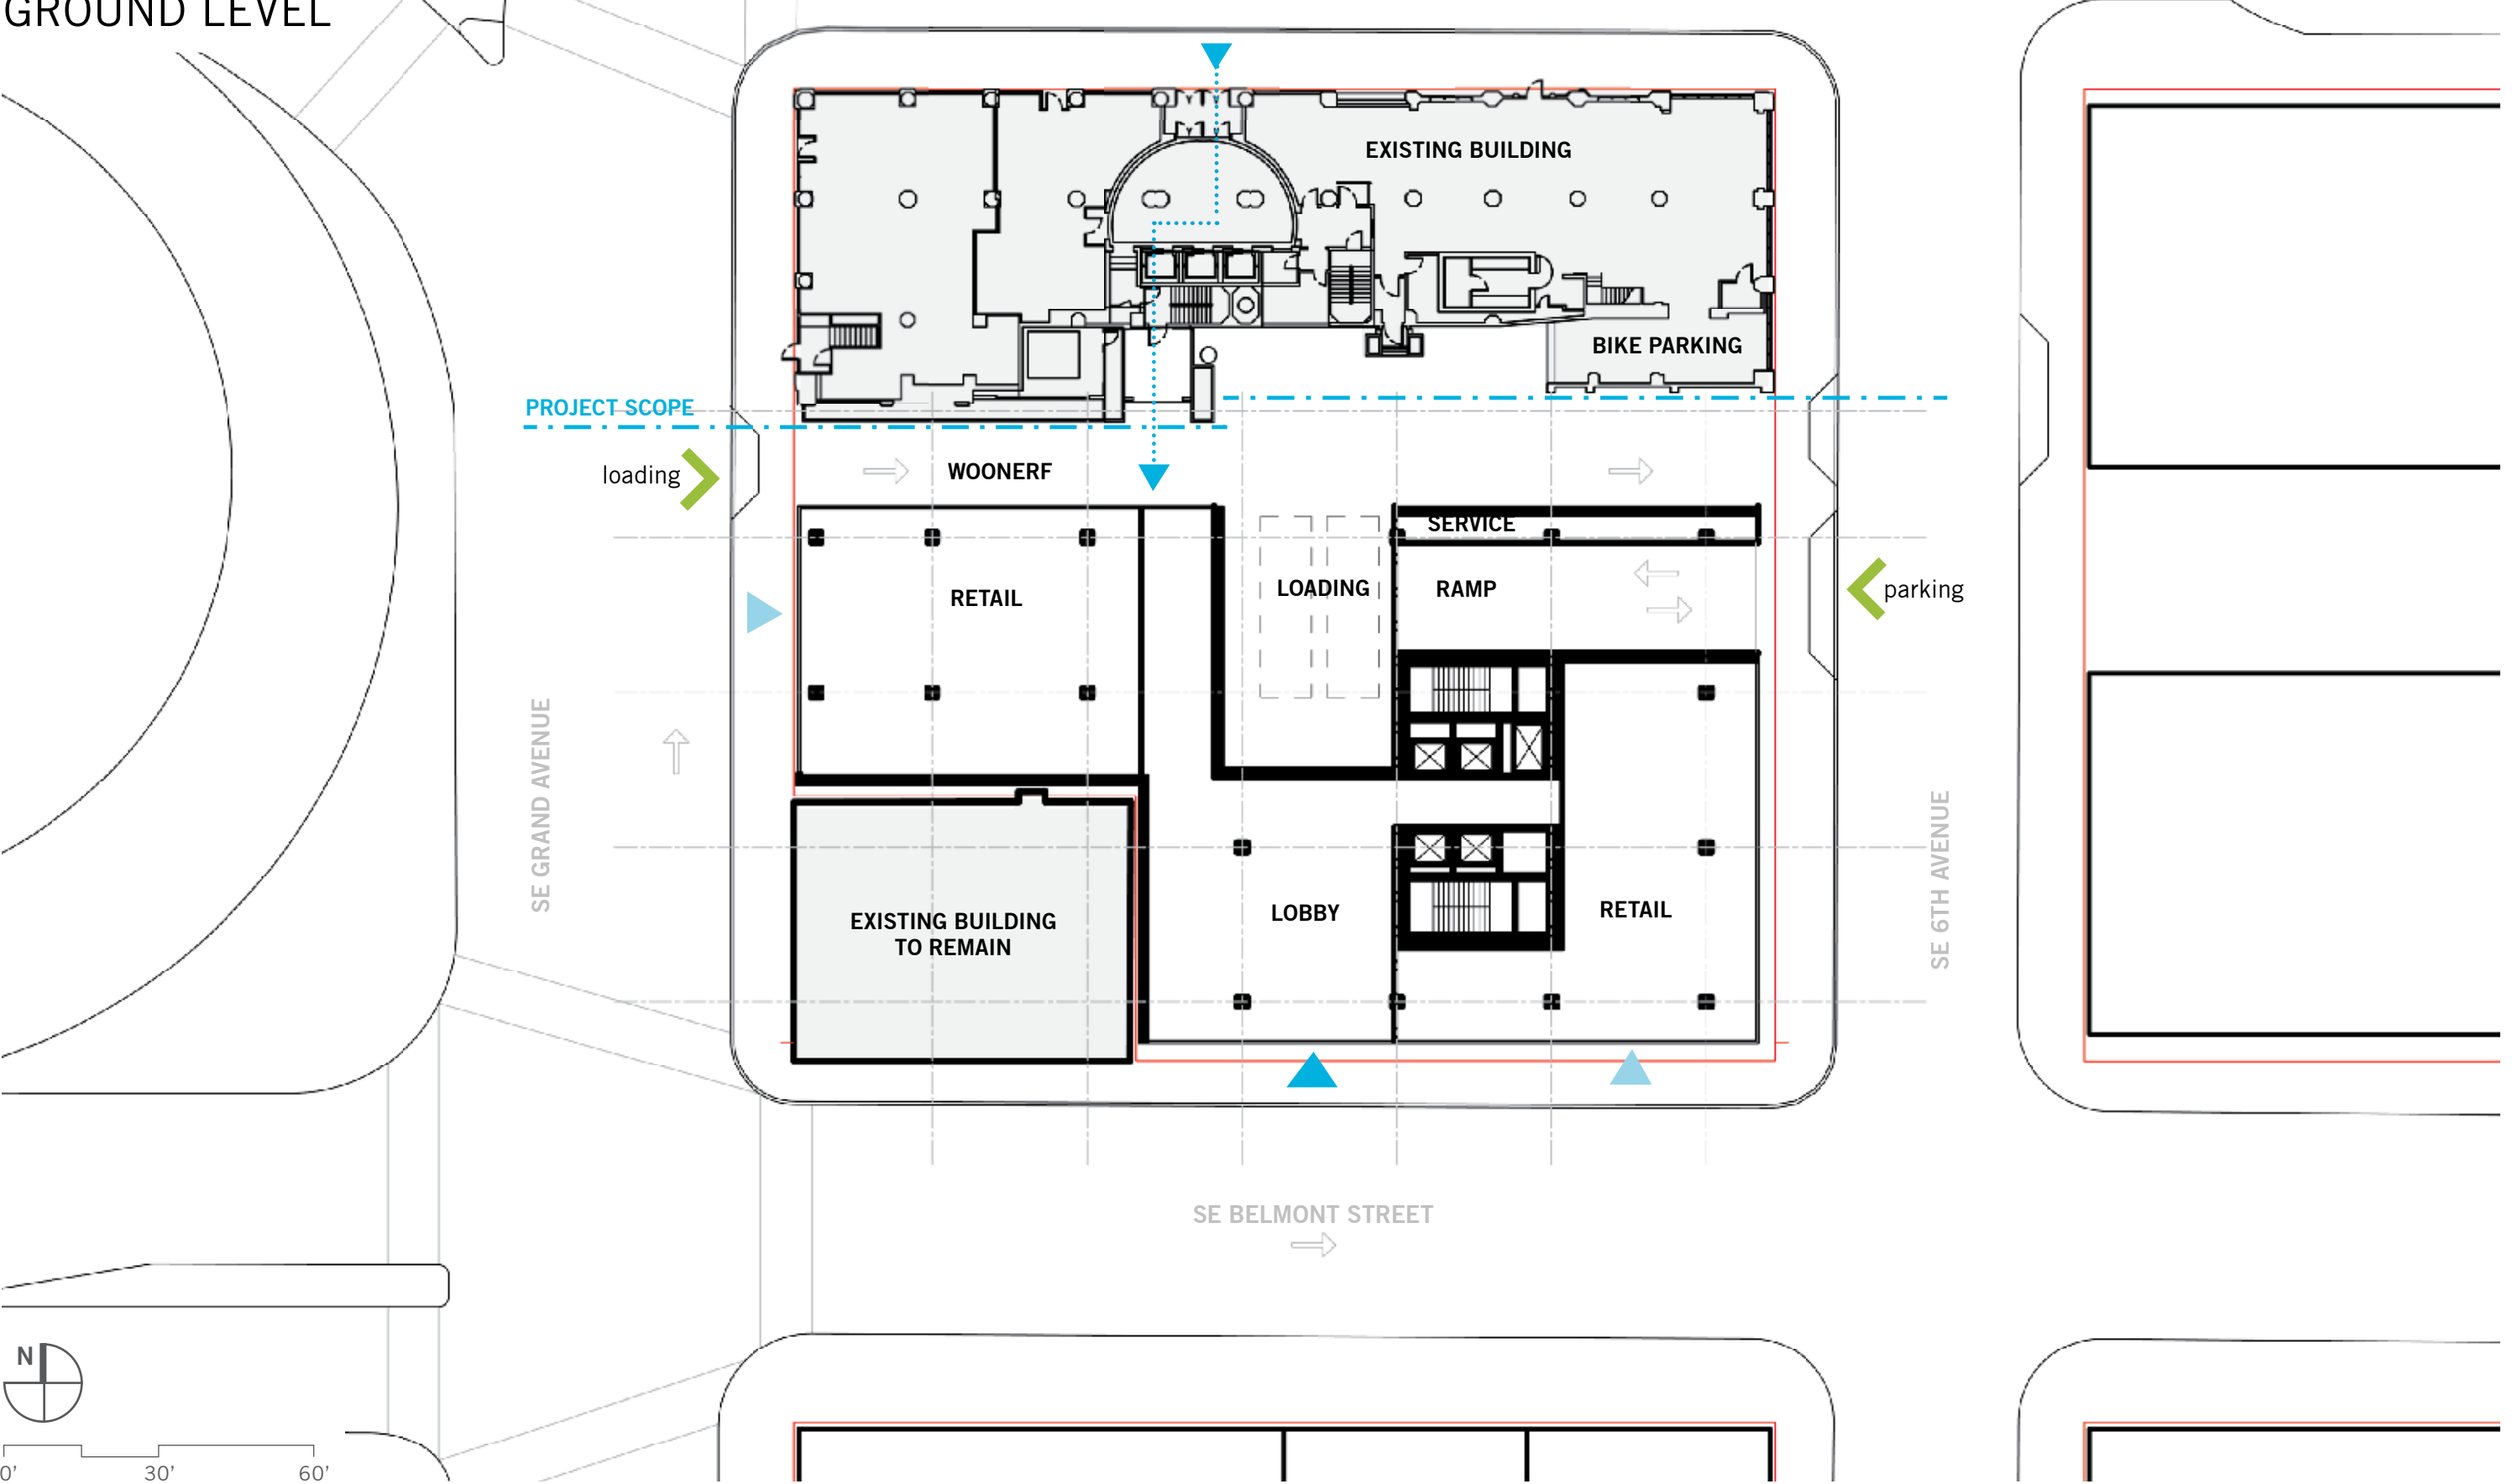 GROUND LEVEL
EXISTING BUILDING
BIKE PARKING
PROJECT SCOPE
loading
WOONERF
SERVICE
RETAIL
LOADING
RAMP
parking
SE GRAND AVENUE
SE 6TH AVENUE
EXISTING BUILDING
TO REMAIN
LOBBY
RETAIL
SE BELMONT STREET
N
0' 30' 60'